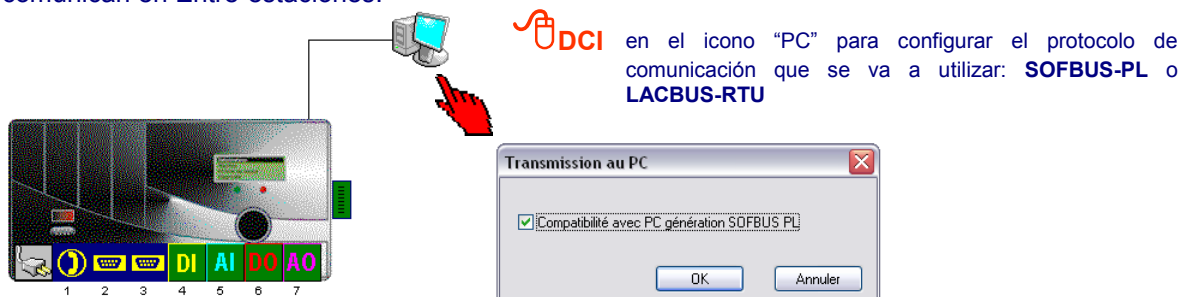 comunican en Entre estaciones.
DCI en el icono “PC” para configurar el protocolo de
comunicación que se va a utilizar: SOFBUS-PL o
LACBUS-RTU
Transmission au PC
Compatibilité avec PC génération SOFBUS PL
OK Annuler
DI AI DO AO
1 2 3 4 5 6 7